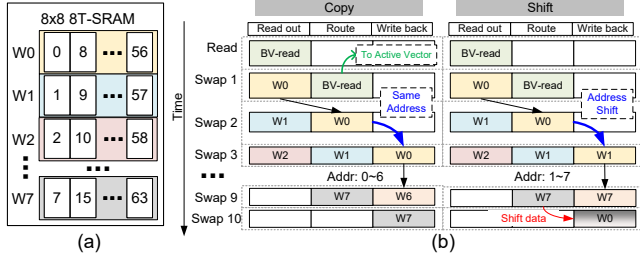 8x8 8T-SRAM
W0 0 8 ••• 56
W1 1 9 ••• 57
W2 2 10 ••• 58
••• •••
W7 7 15 ••• 63
(a)
Time
Copy
Read out Route Write back
Read BV-read To Active Vector
Swap 1 W0 BV-read
Same Address
Swap 2 W1 W0
Swap 3 W2 W1 W0
••• Addr: 0~6
Swap 9 W7 W6
Swap 10 W7
Shift
Read out Route Write back
BV-read
W0 BV-read
Address Shift
W1 W0
W2 W1 W1
Addr: 1~7
W7 W7
Shift data W0
(b)